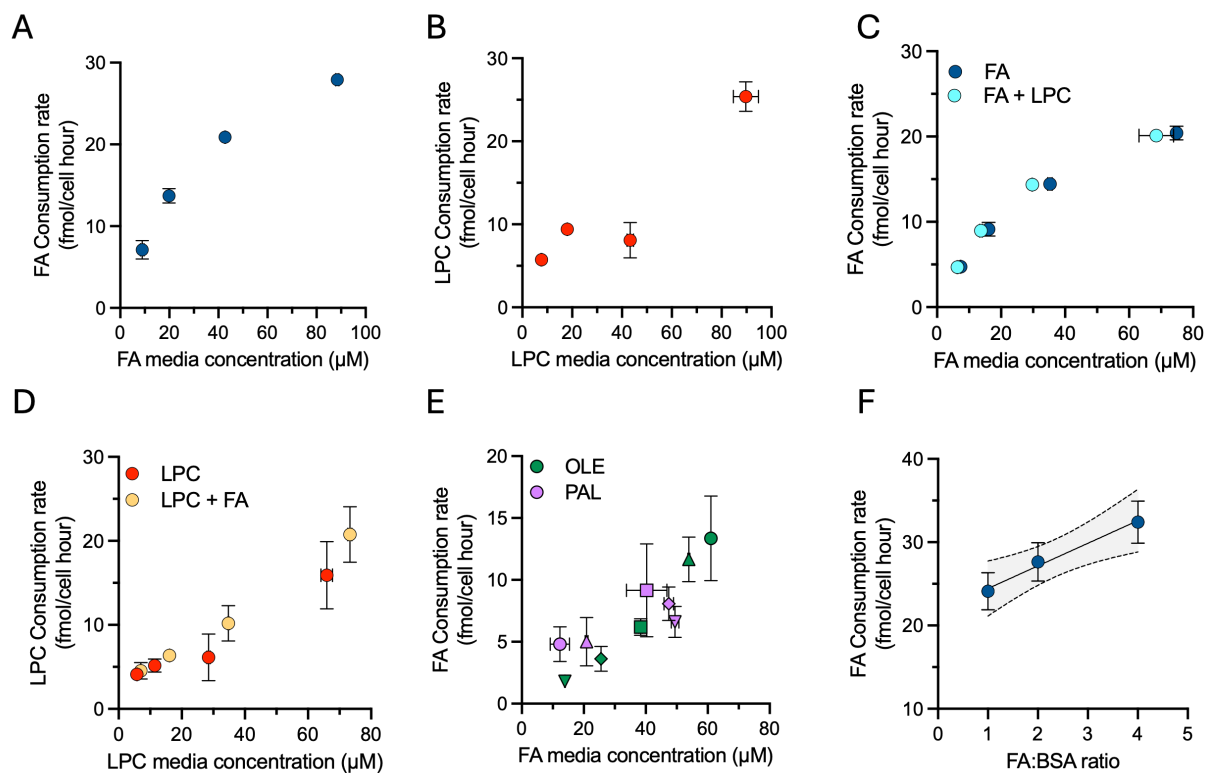 A
FA Consumption rate
(fmol/cell hour)
30
20
10
0
0 20 40 60 80 100
FA media concentration (µM)
B
LPC Consumption rate
(fmol/cell hour)
30
20
10
0
0 20 40 60 80 100
LPC media concentration (µM)
C
FA Consumption rate
(fmol/cell hour)
30
20
10
0
FA
FA + LPC
0 20 40 60 80
FA media concentration (µM)
D
LPC Consumption rate
(fmol/cell hour)
30
20
10
0
LPC
LPC + FA
0 20 40 60 80
LPC media concentration (µM)
E
FA Consumption rate
(fmol/cell hour)
20
15
10
5
0
OLE
PAL
0 20 40 60 80
FA media concentration (µM)
F
FA Consumption rate
(fmol/cell hour)
40
30
20
10
0 1 2 3 4 5
FA:BSA ratio